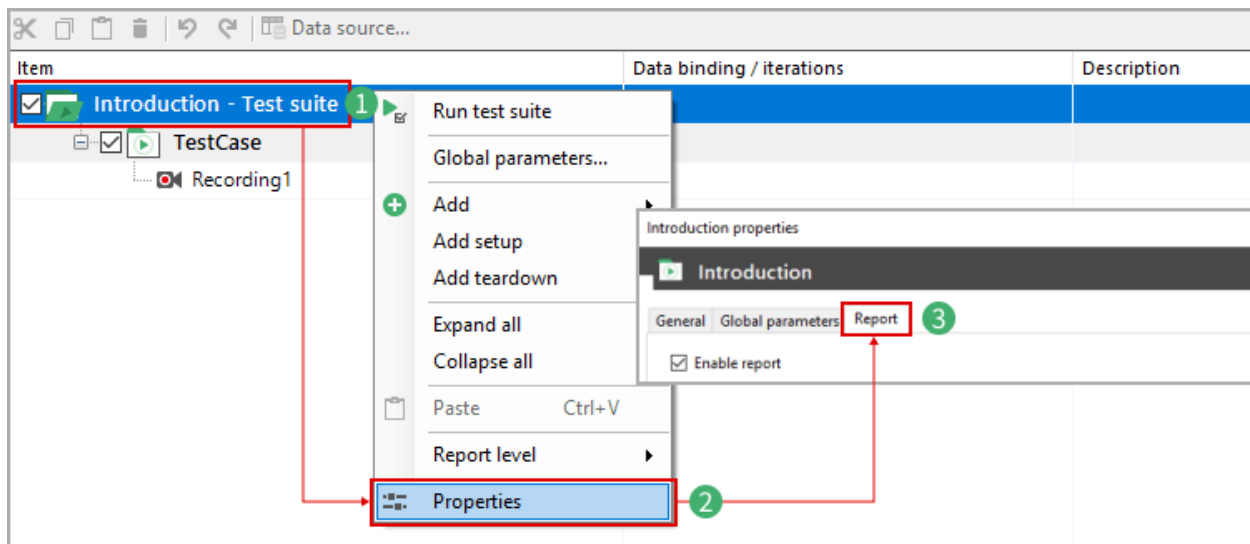 Data source...
Item Data binding / iterations Description
Introduction - Test suite 1
TestCase
Recording1
Run test suite
Global parameters...
Add
Add setup
Add teardown
Expand all
Collapse all
Paste Ctrl+V
Report level
Properties 2
Introduction properties
Introduction
General Global parameters Report 3
Enable report